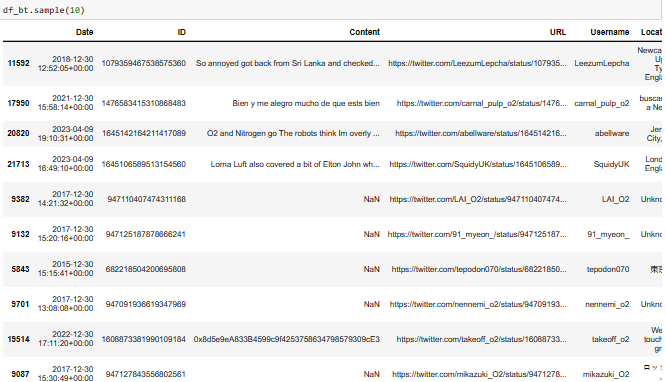 df_bt.sample(10)
Date ID Content URL Username Locat
11592 2018-12-30 12:52:05+00:00 1079359467538575360 So annoyed got back from Sri Lanka and checked... https://twitter.com/LeezumLepcha/status/107935... LeezumLepcha Newca Up Ty Engla
17990 2021-12-30 15:58:14+00:00 1476583415310868483 Bien y me alegro mucho de que ests bien https://twitter.com/carnal_pulp_o2/status/1476... carnal_pulp_o2 buscan a Ne
20820 2023-04-09 19:10:31+00:00 1645142164211417089 O2 and Nitrogen go The robots think Im overly ... https://twitter.com/abellware/status/164514216... abellware Jer City,
21713 2023-04-09 16:49:10+00:00 1645106589513154560 Loma Luft also covered a bit of Elton John wh... https://twitter.com/SquidyUK/status/1645106589... SquidyUK Lond Engla
9382 2017-12-30 14:21:32+00:00 947110407474311168 NaN https://twitter.com/LAI_O2/status/947110407474... LAI_O2 Unkno
9132 2017-12-30 15:20:16+00:00 947125187878666241 NaN https://twitter.com/91_myeon_/status/947125187... 91_myeon_ Unkno
5843 2015-12-30 15:15:41+00:00 682218504200695808 NaN https://twitter.com/tepodon070/status/68221850... tepodon070 東京
9701 2017-12-30 13:08:08+00:00 947091936619347969 NaN https://twitter.com/nennemi_o2/status/94709193... nennemi_o2 Unkno
19514 2022-12-30 17:11:20+00:00 1608873381990109184 0x8d5e9eA833B4599c9f4253758634798579309cE3 https://twitter.com/takeoff_o2/status/16088733... takeoff_o2 We touch gr
9087 2017-12-30 15:30:49+00:00 947127843556802561 NaN https://twitter.com/mikazuki_O2/status/9471278... mikazuki_O2